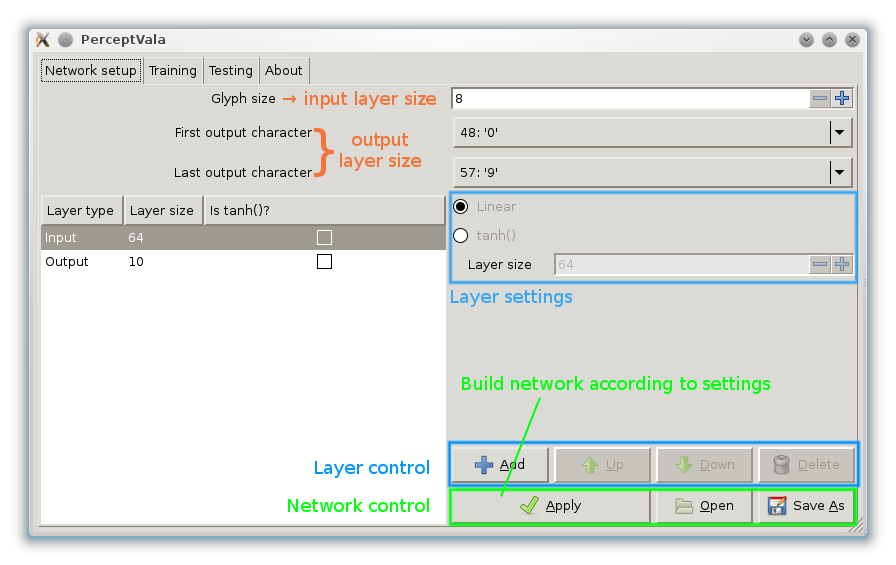 PerceptVala
Network setup Training Testing About
Glyph size → input layer size 8
First output character 48: '0'
} output
layer size
Last output character 57: '9'
Layer type Layer size Is tanh()?
Input 64
Output 10
Linear
tanh()
Layer size 64
Layer settings
Build network according to settings
Layer control Add Up Down Delete
Network control Apply Open Save As